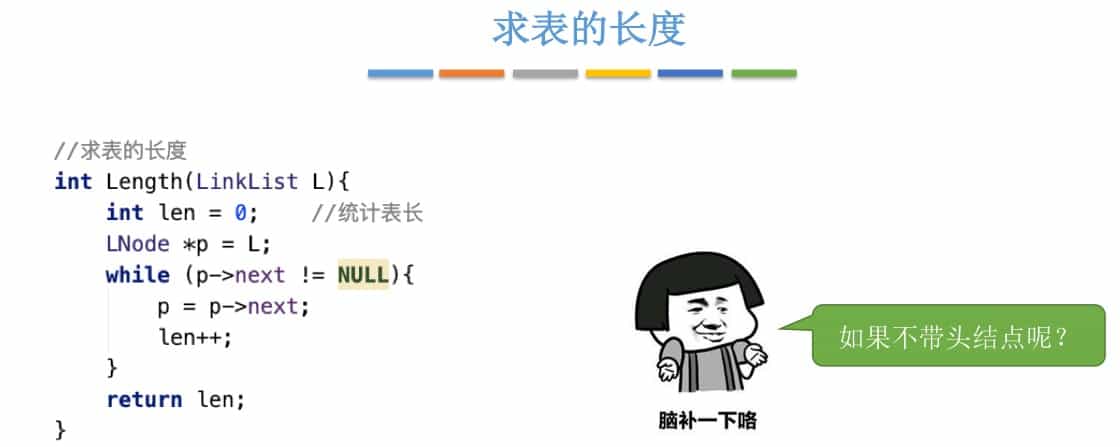 求表的长度
//求表的长度
int Length(LinkList L){
    int len = 0;    //统计表长
    LNode *p = L;
    while (p->next != NULL){
        p = p->next;
        len++;
    }
    return len;
}
如果不带头结点呢？
脑补一下咯